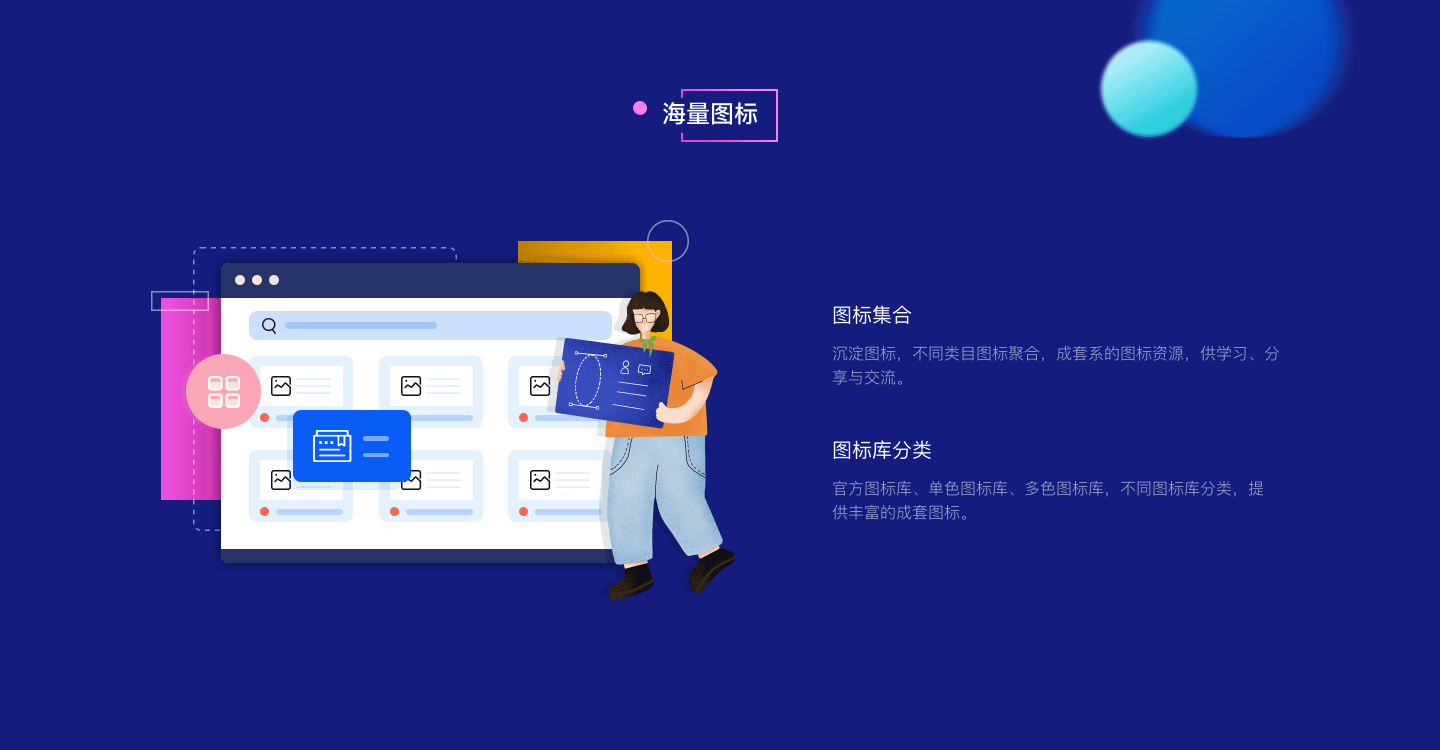 海量图标
图标集合
沉淀图标，不同类目图标聚合，成套系的图标资源，供学习、分
享与交流。
图标库分类
官方图标库、单色图标库、多色图标库，不同图标库分类，提
供丰富的成套图标。